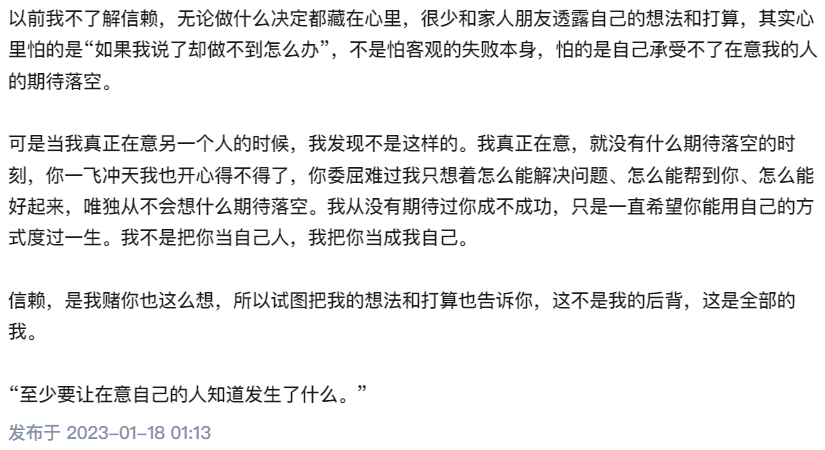 以前我不了解信赖，无论做什么决定都藏在心里，很少和家人朋友透露自己的想法和打算，其实心
里怕的是“如果我说了却做不到怎么办”，不是怕客观的失败本身，怕的是自己承受不了在意我的人
的期待落空。
可是当我真正在意另一个人的时候，我发现不是这样的。我真正在意，就没有什么期待落空的时
刻，你一飞冲天我也开心得不得了，你委屈难过我只想着怎么能解决问题、怎么能帮到你、怎么能
好起来，唯独从不会想什么期待落空。我从没有期待过你成不成功，只是一直希望你能用自己的方
式度过一生。我不是把你当自己人，我把你当成我自己。
信赖，是我赌你也这么想，所以试图把我的想法和打算也告诉你，这不是我的后背，这是全部的
我。
“至少要让在意自己的人知道发生了什么。”
发布于 2023-01-18 01:13